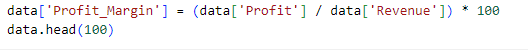 data['Profit_Margin'] = (data['Profit'] / data['Revenue']) * 100
data.head(100)